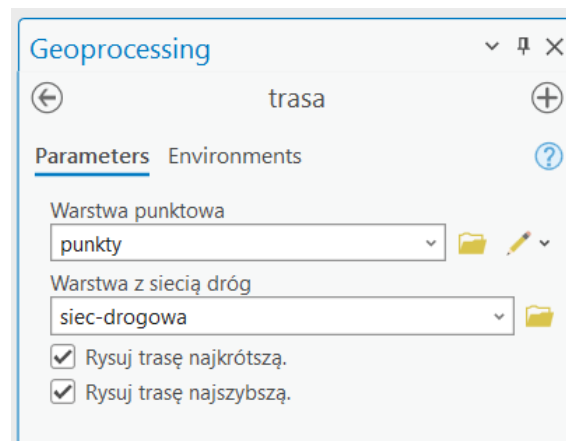 Geoprocessing
trasa
Parameters Environments
Warstwa punktowa
punkty
Warstwa z siecią dróg
siec-drogowa
Rysuj trasę najkrótszą.
Rysuj trasę najszybszą.